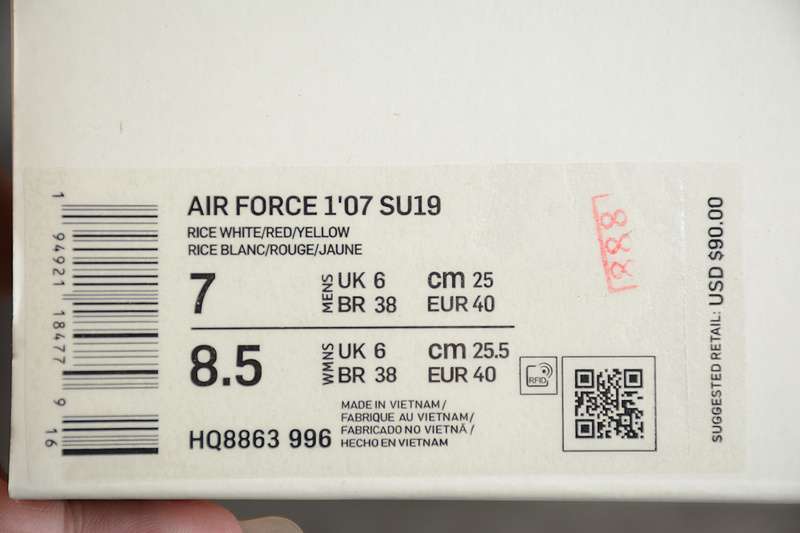 AIR FORCE 1'07 SU19
RICE WHITE/RED/YELLOW
RICE BLANC/ROUGE/JAUNE
7
MENS
UK 6
BR 38
cm 25
EUR 40
8.5
WMNS
UK 6
BR 38
cm 25.5
EUR 40
RFID
HQ8863 996
MADE IN VIETNAM/
FABRIQUE AU VIETNAM/
FABRICADO NO VIETNÃ/
HECHO EN VIETNAM
1 94921 18477 9 16
888
SUGGESTED RETAIL: USD $90.00